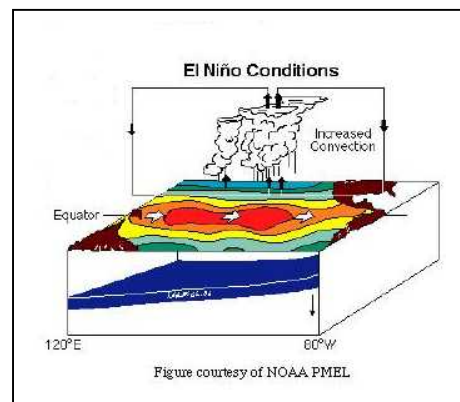 El Niño Conditions
Increased
Convection
Equator
120°E
80°W
Figure courtesy of NOAA PMEL